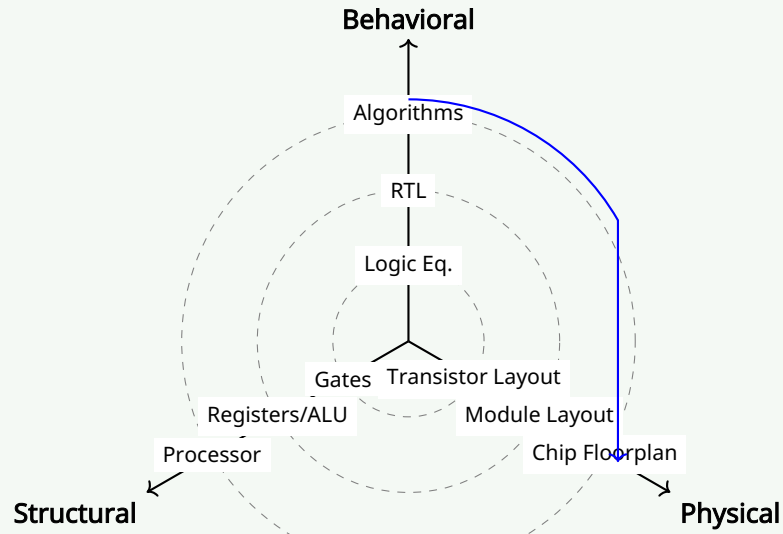 Behavioral
Algorithms
RTL
Logic Eq.
Gates
Transistor Layout
Registers/ALU
Module Layout
Processor
Chip Floorplan
Structural
Physical